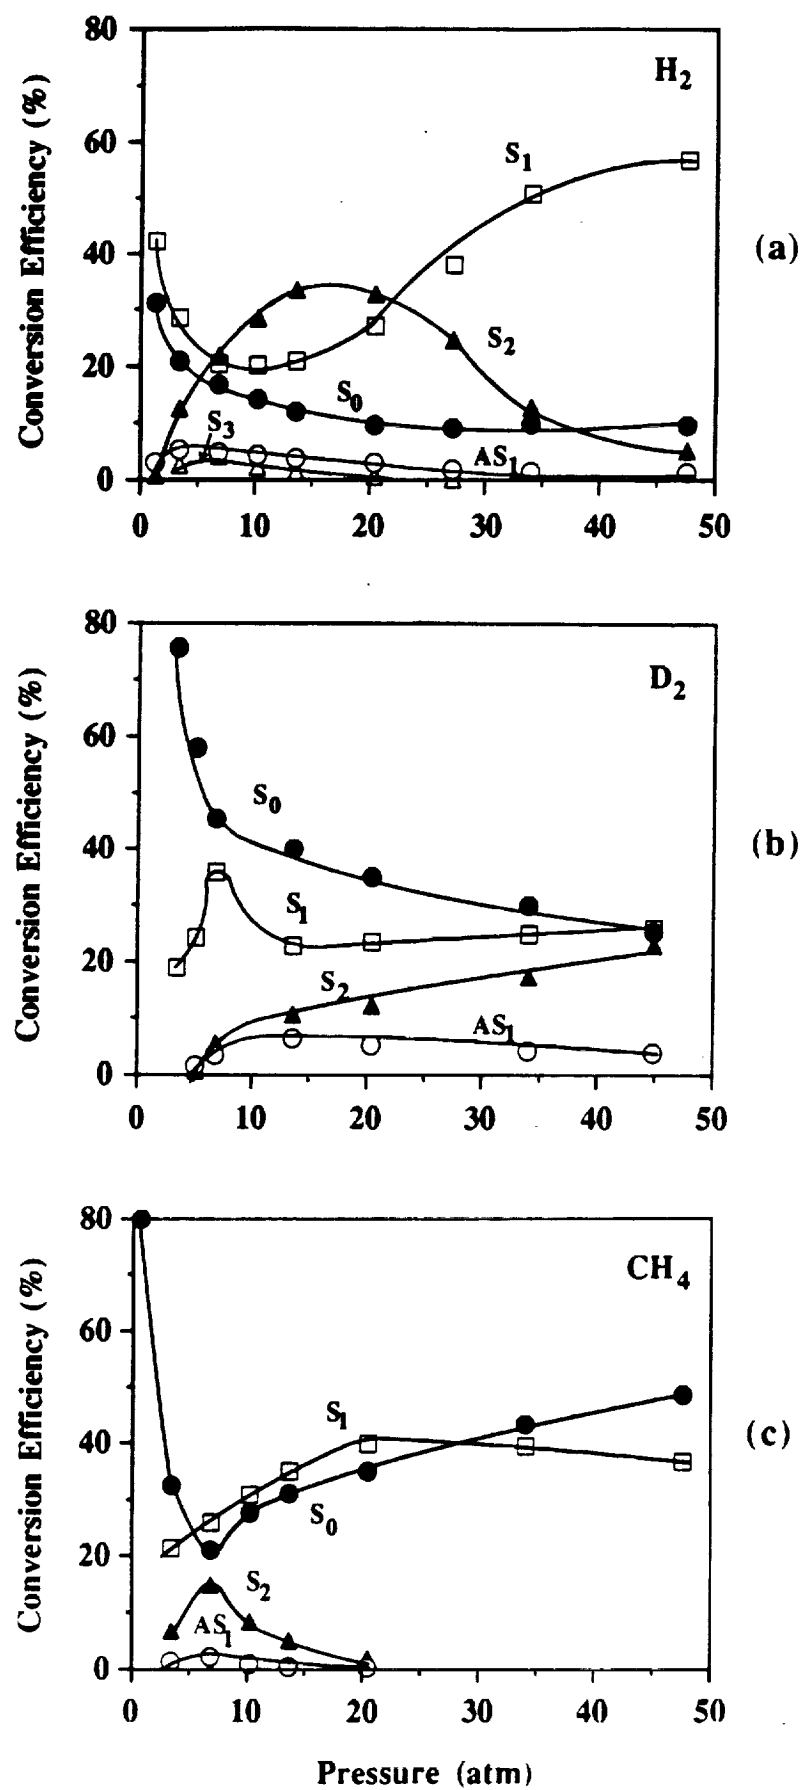 80
60
40
20
0
Conversion Efficiency (%)
H2
S1
S2
S0
S3
AS1
0 10 20 30 40 50
(a)
80
60
40
20
0
Conversion Efficiency (%)
D2
S0
S1
S2
AS1
0 10 20 30 40 50
(b)
80
60
40
20
0
Conversion Efficiency (%)
CH4
S1
S0
S2
AS1
0 10 20 30 40 50
(c)
Pressure (atm)